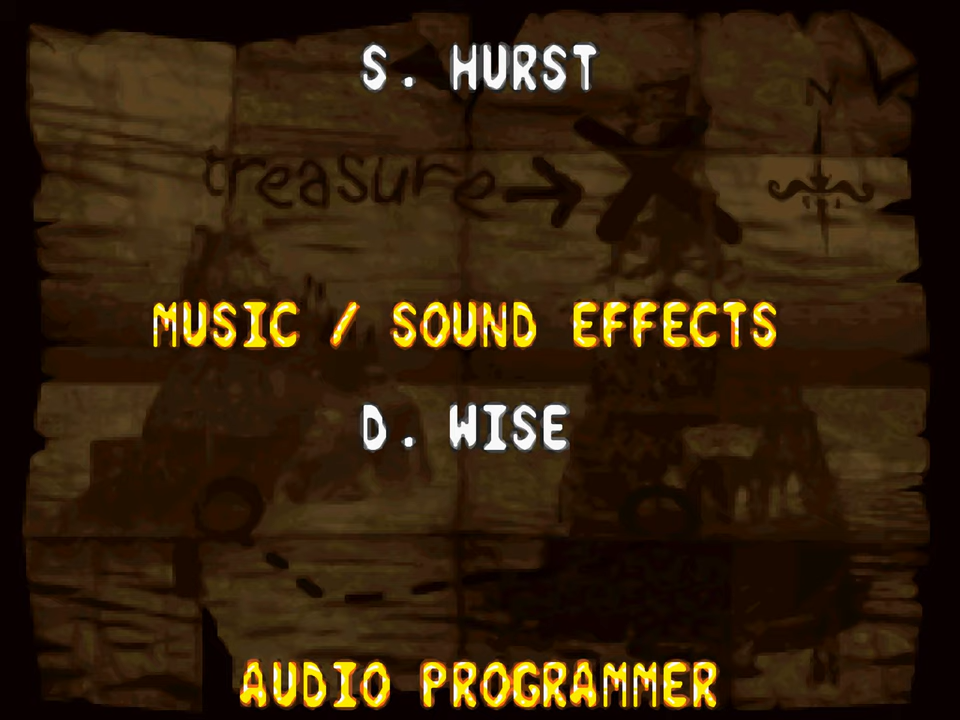 S. HURST
N
treasure
MUSIC / SOUND EFFECTS
D. WISE
AUDIO PROGRAMMER